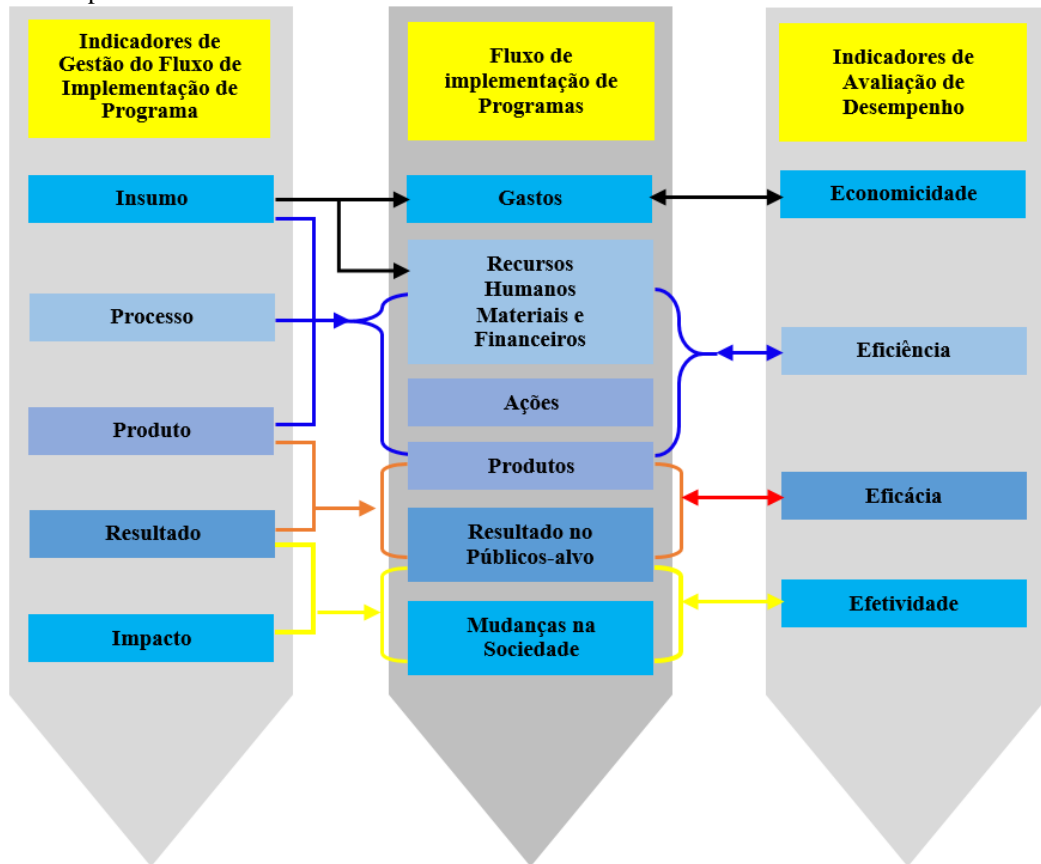 Indicadores de
Gestão do Fluxo de
Implementação de
Programa
Insumo
Processo
Produto
Resultado
Impacto
Fluxo de
implementação de
Programas
Gastos
Recursos
Humanos
Materiais e
Financeiros
Ações
Produtos
Resultado no
Públicos-alvo
Mudanças na
Sociedade
Indicadores de
Avaliação de
Desempenho
Economicidade
Eficiência
Eficácia
Efetividade